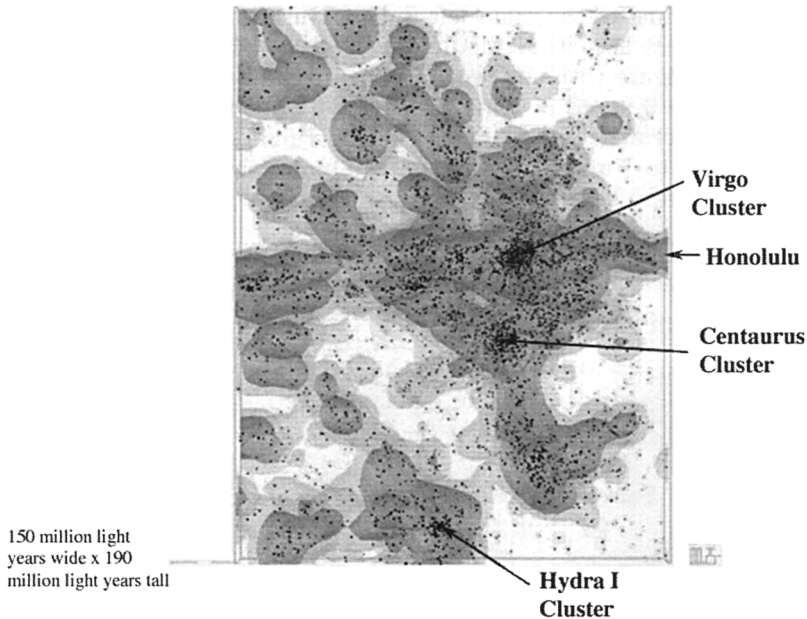 Virgo
Cluster
Honolulu
Centaurus
Cluster
150 million light
years wide x 190
million light years tall
Hydra I
Cluster